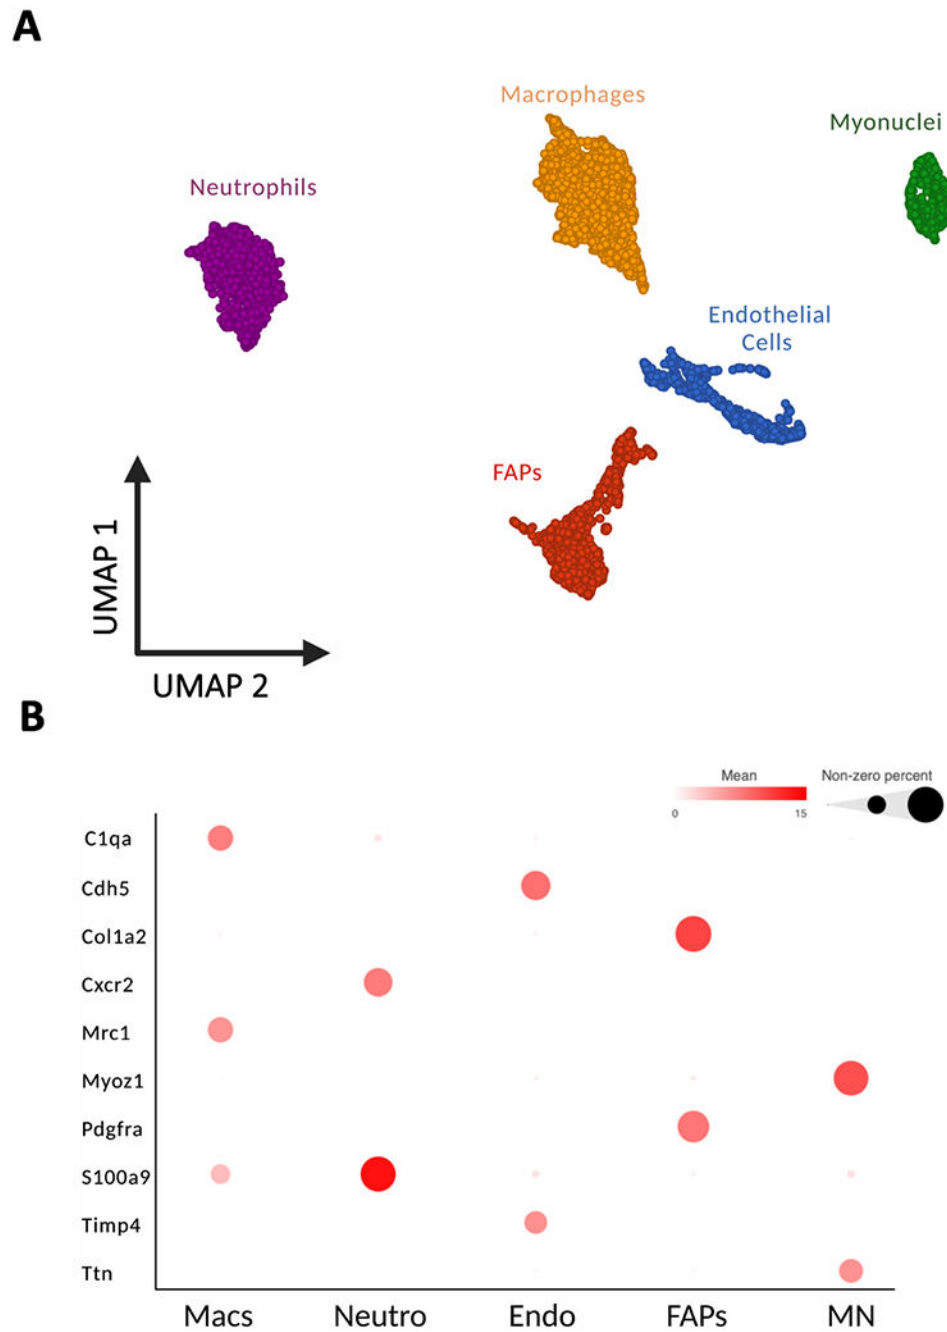 A
Macrophages
Myonuclei
Neutrophils
Endothelial
Cells
FAPs
UMAP 1
UMAP 2
B
Mean
Non-zero percent
0
15
C1qa
Cdh5
Col1a2
Cxcr2
Mrc1
Myoz1
Pdgfra
S100a9
Timp4
Ttn
Macs
Neutro
Endo
FAPs
MN